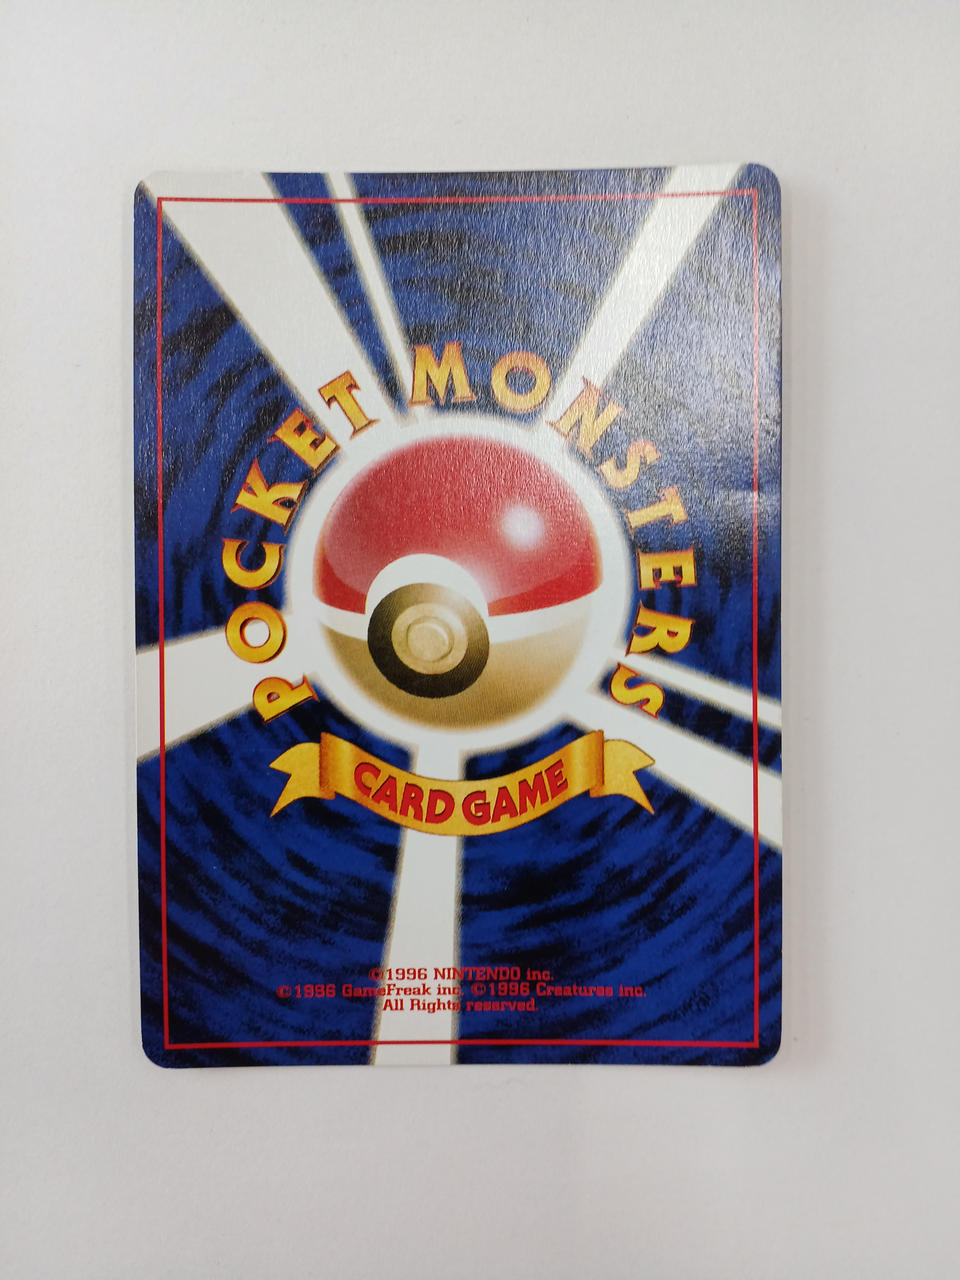 POCKET MONSTERS
CARD GAME
©1996 NINTENDO inc.
©1996 GameFreak inc. ©1996 Creatures inc.
All Rights reserved.